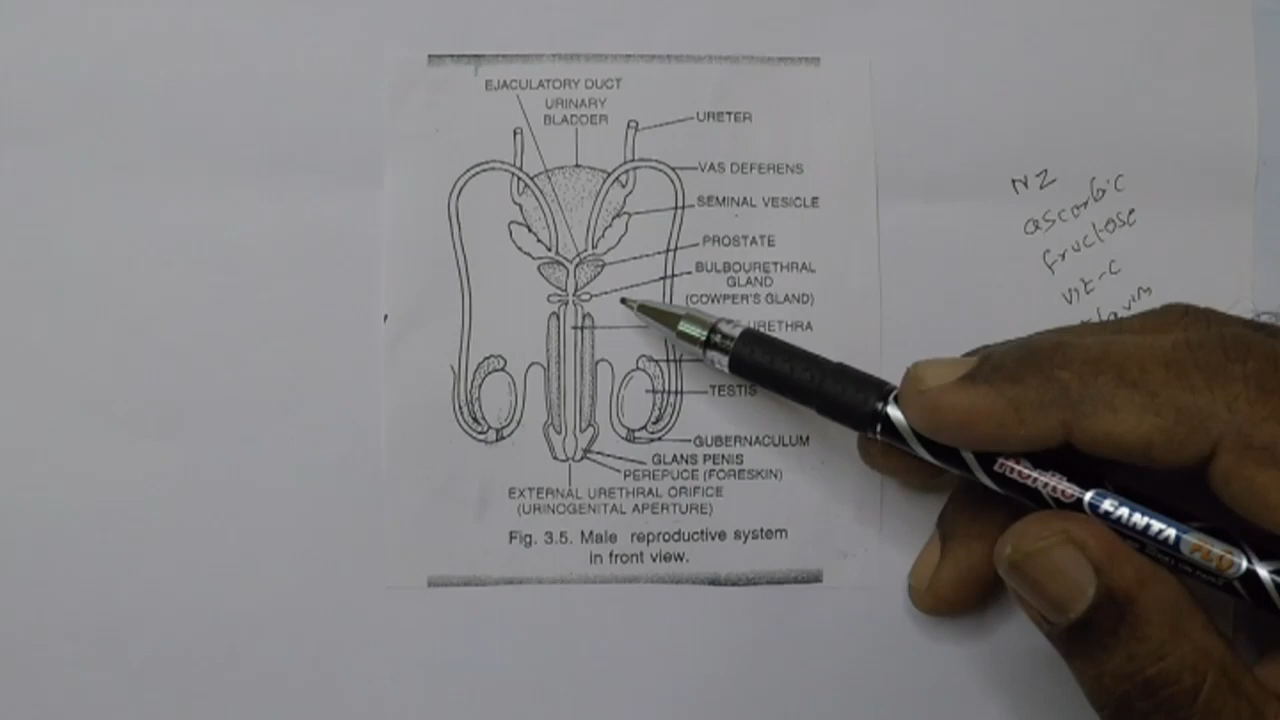 EJACULATORY DUCT
URINARY
BLADDER
URETER
VAS DEFERENS
SEMINAL VESICLE
PROSTATE
BULBOURETHRAL
GLAND
(COWPER'S GLAND)
URETHRA
TESTIS
GUBERNACULUM
GLANS PENIS
PEREPUCE (FORESKIN)
EXTERNAL URETHRAL ORIFICE
(URINOGENITAL APERTURE)
Fig. 3.5. Male reproductive system
in front view.
NZ
ascorbic
fructose
vit-c
FANTA FLO